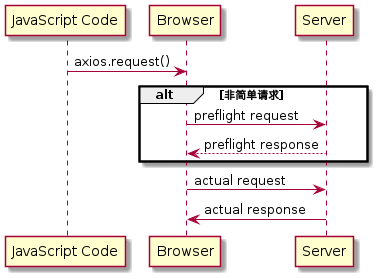 JavaScript Code Browser Server
axios.request()
alt [非简单请求]
preflight request
preflight response
actual request
actual response
JavaScript Code Browser Server